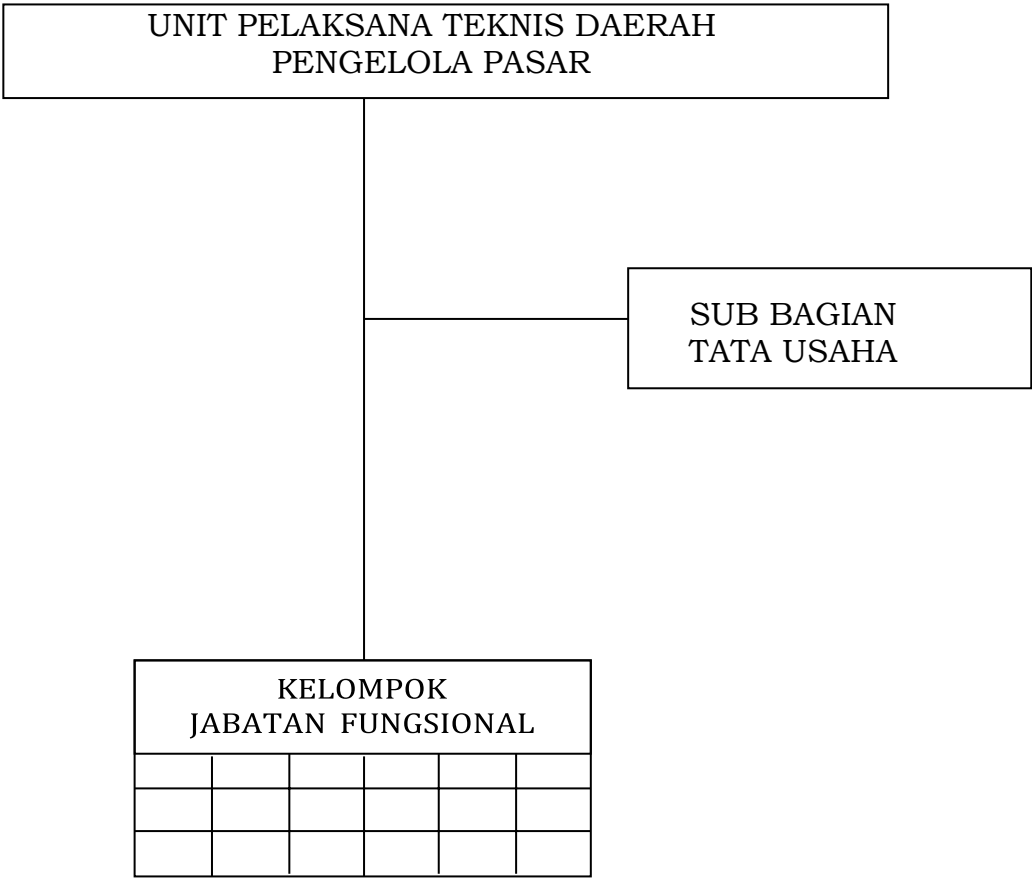 UNIT PELAKSANA TEKNIS DAERAH
PENGELOLA PASAR
SUB BAGIAN
TATA USAHA
KELOMPOK
JABATAN FUNGSIONAL